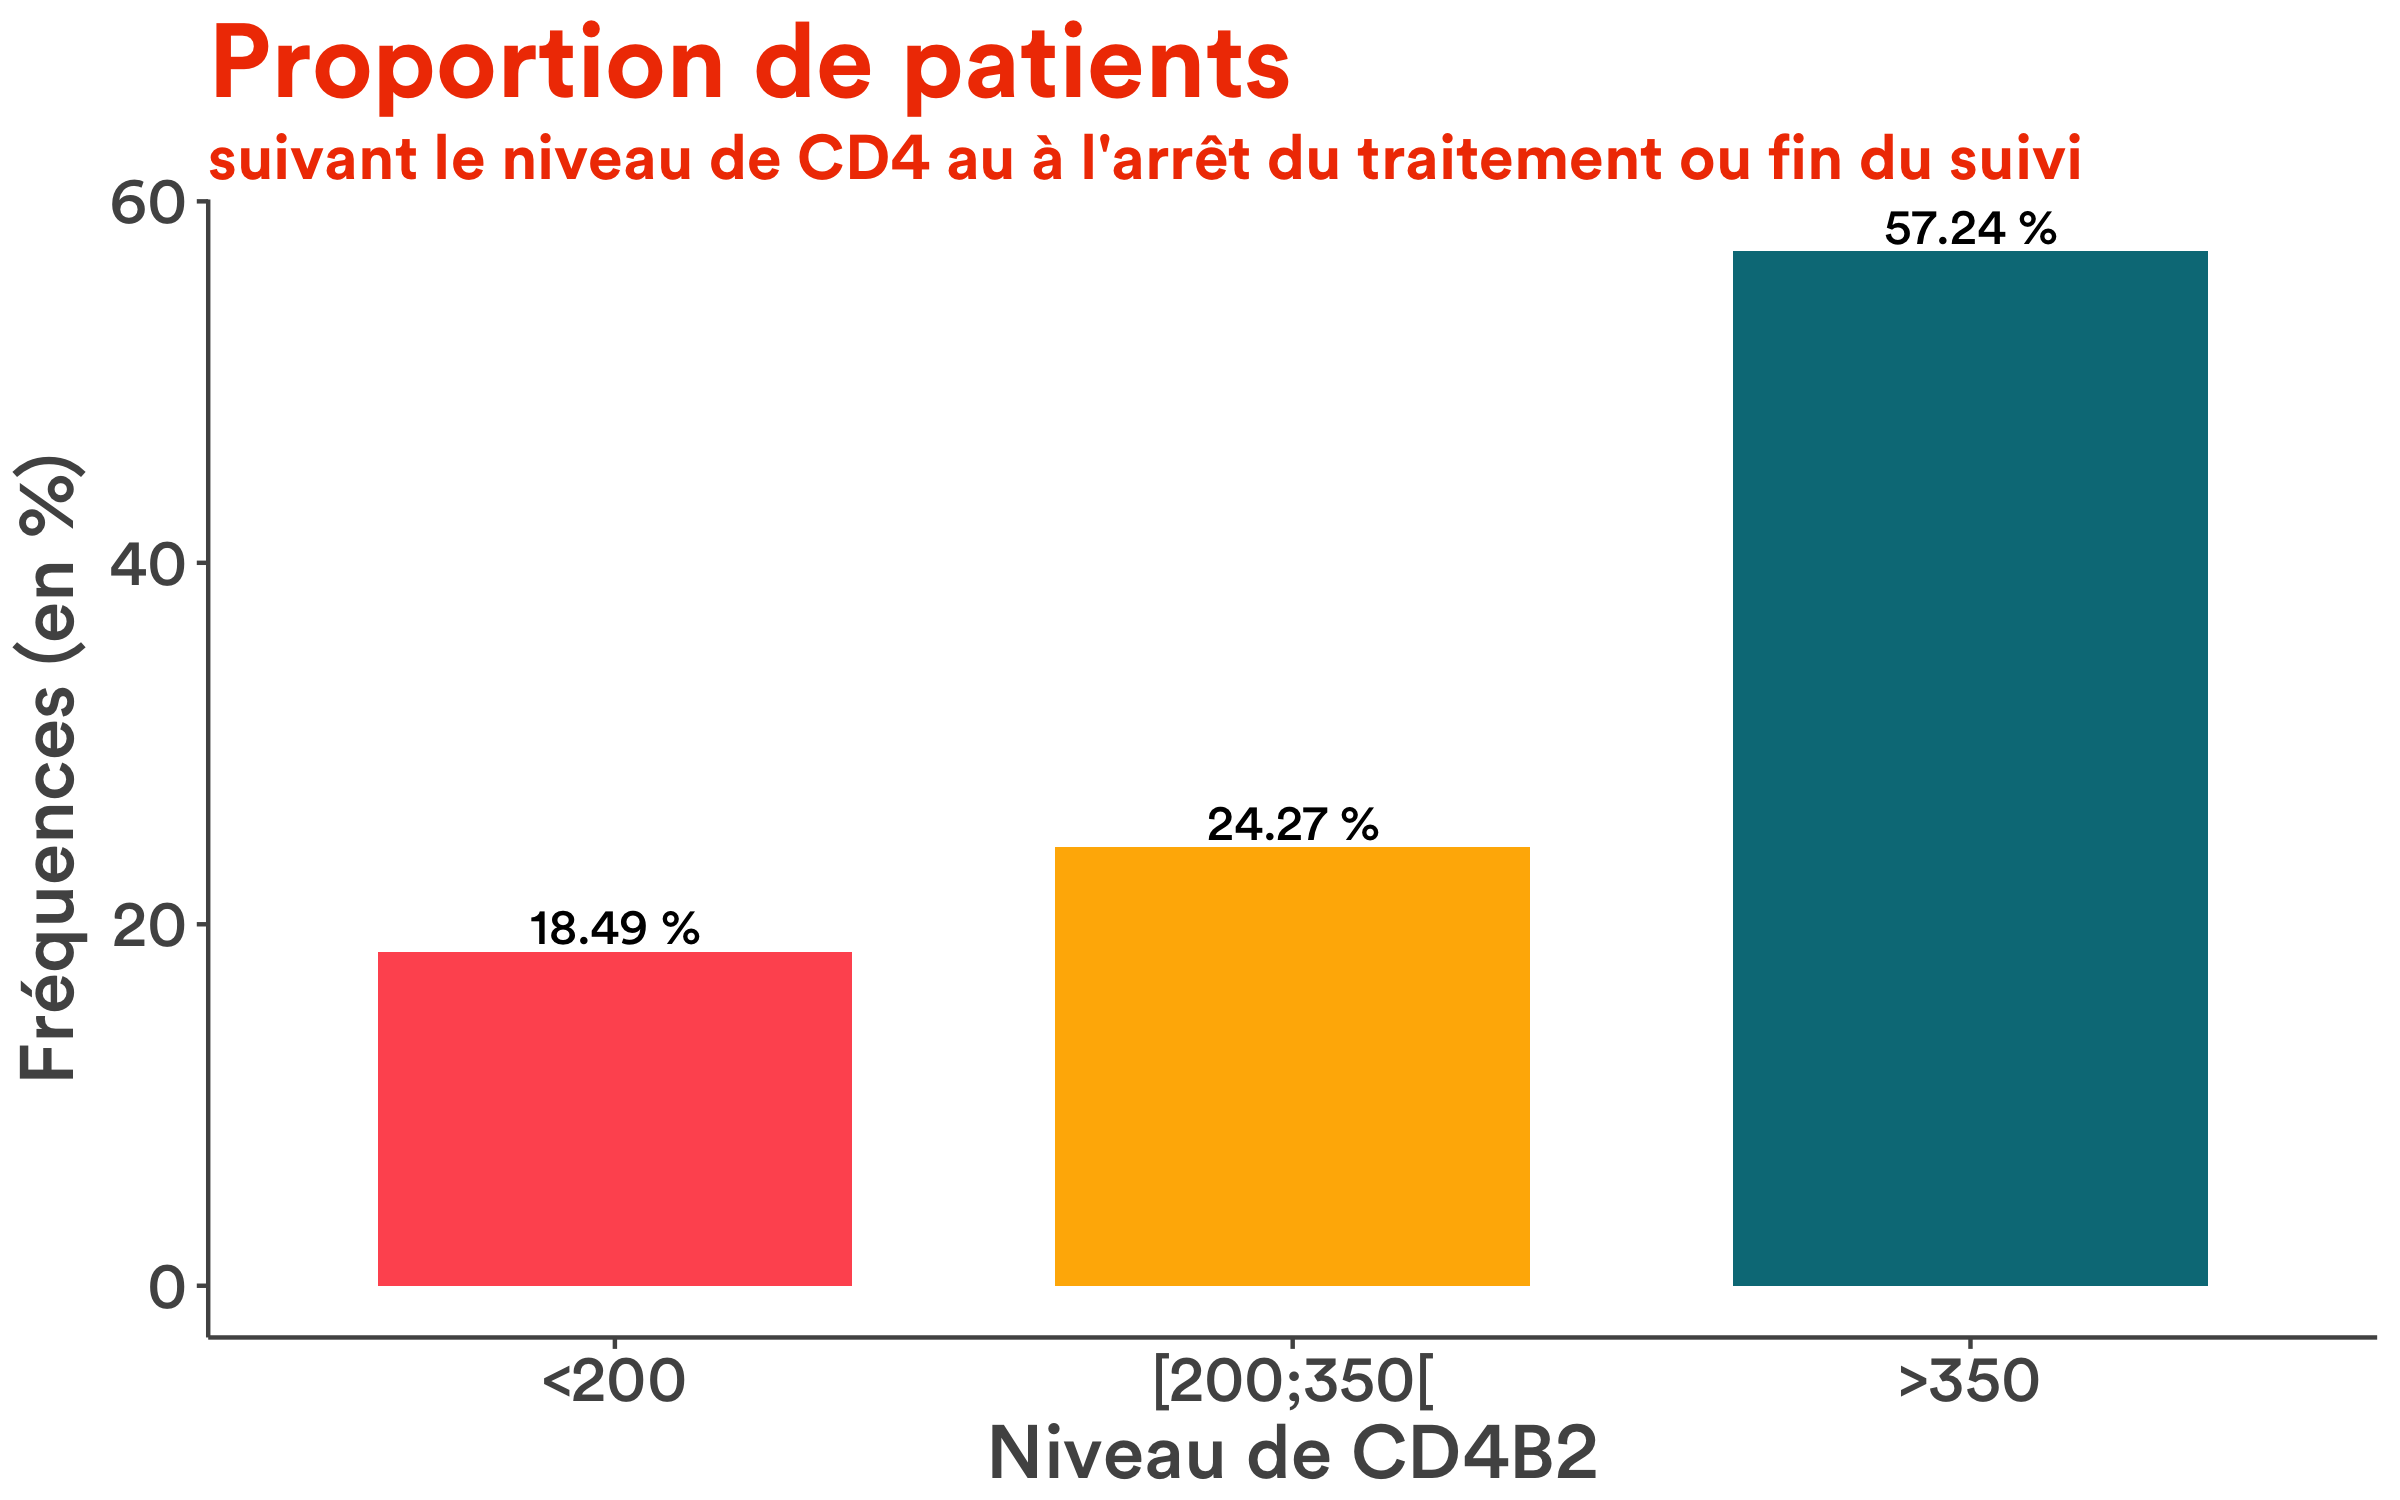 Proportion de patients
suivant le niveau de CD4 au à l'arrêt du traitement ou fin du suivi
60
57.24 %
Fréquences (en %)
40
24.27 %
20
18.49 %
0
<200
[200;350[
>350
Niveau de CD4B2